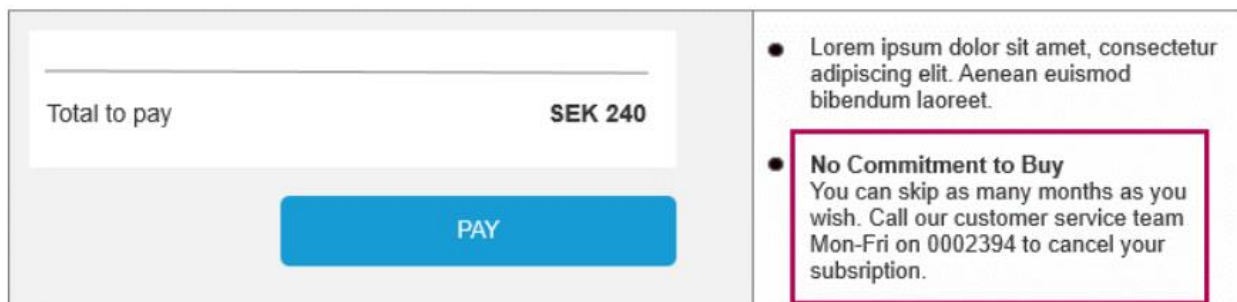 Total to pay SEK 240
PAY
Lorem ipsum dolor sit amet, consectetur
adipiscing elit. Aenean euismod
bibendum laoreet.
No Commitment to Buy
You can skip as many months as you
wish. Call our customer service team
Mon-Fri on 0002394 to cancel your
subsription.